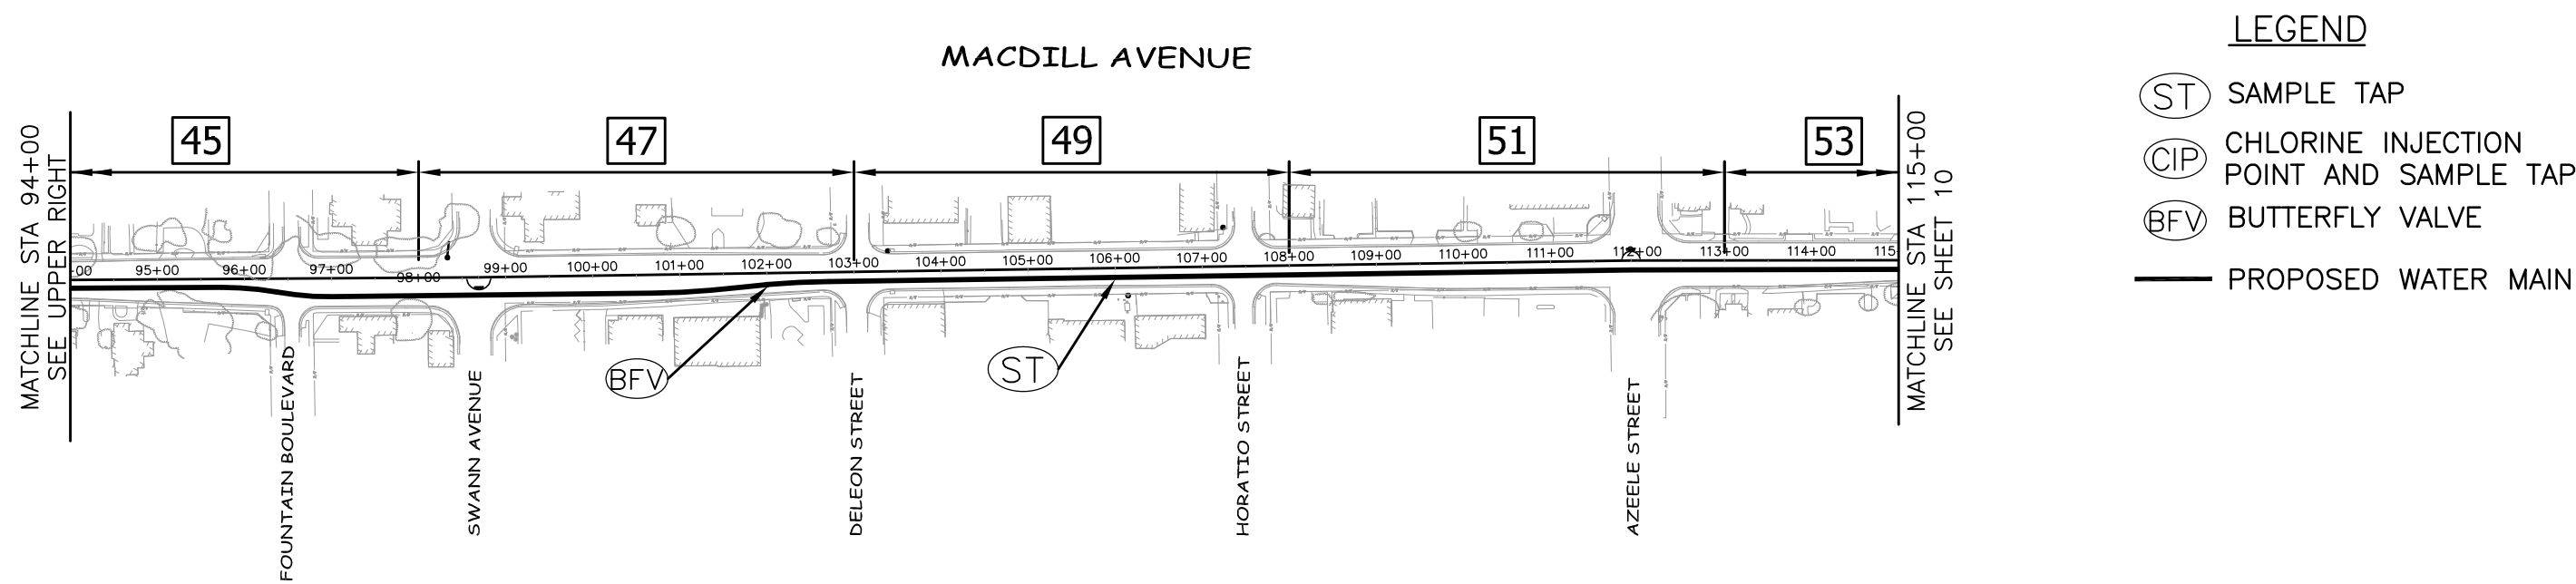 MACDILL AVENUE
LEGEND
ST SAMPLE TAP
CIP CHLORINE INJECTION
POINT AND SAMPLE TAP
BFV BUTTERFLY VALVE
PROPOSED WATER MAIN
MATCHLINE STA 94+00
SEE UPPER RIGHT
45
47
49
51
53
MATCHLINE STA 115+00
SEE SHEET 10
+00 95+00 96+00 97+00 98+00 99+00 100+00 101+00 102+00 103+00 104+00 105+00 106+00 107+00 108+00 109+00 110+00 111+00 112+00 113+00 114+00 115
BFV
ST
FOUNTAIN BOULEVARD
SWANN AVENUE
DELEON STREET
HORATIO STREET
AZEELE STREET